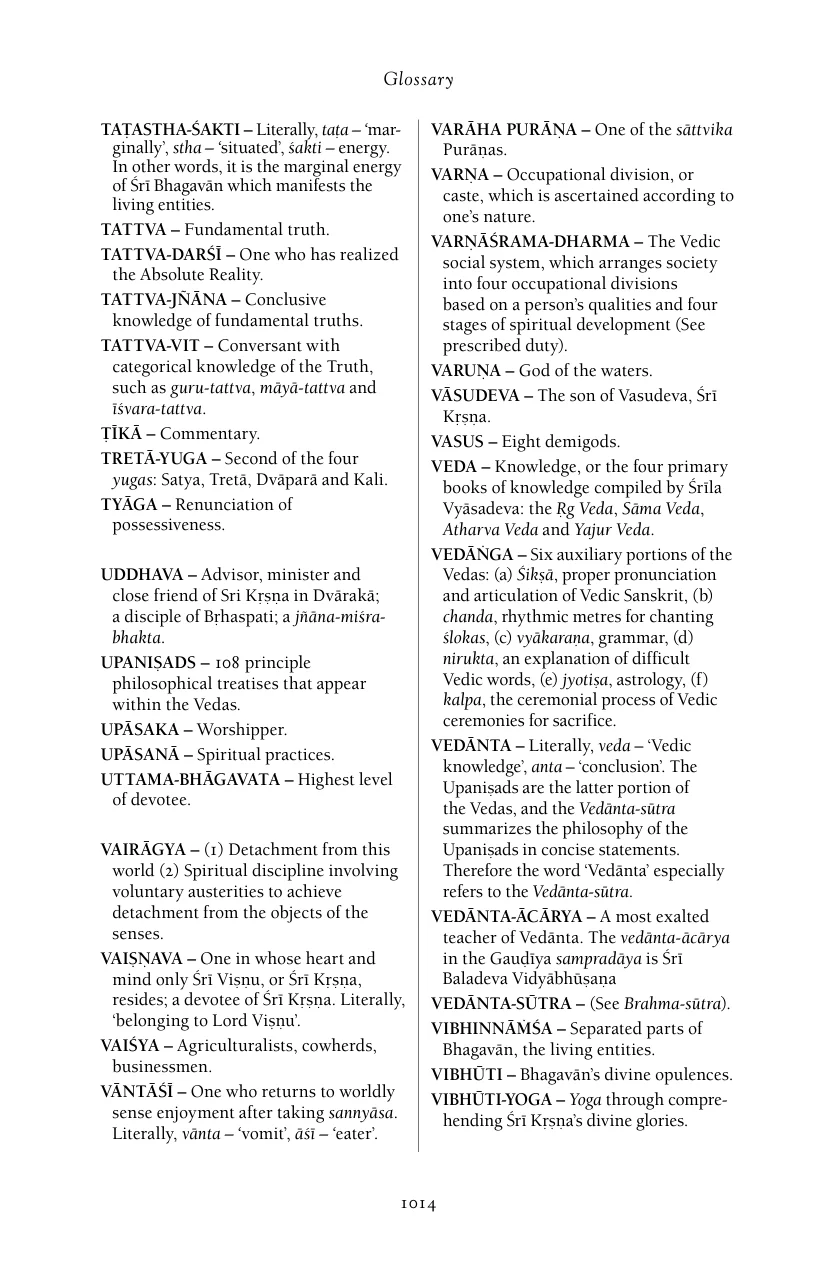 Glossary
TAṬASTHA-ŚAKTI – Literally, taṭa – ‘mar-
ginally’, stha – ‘situated’, śakti – energy.
In other words, it is the marginal energy
of Śrī Bhagavān which manifests the
living entities.
TATTVA – Fundamental truth.
TATTVA-DARŚĪ – One who has realized
the Absolute Reality.
TATTVA-JÑĀNA – Conclusive
knowledge of fundamental truths.
TATTVA-VIT – Conversant with
categorical knowledge of the Truth,
such as guru-tattva, māyā-tattva and
īśvara-tattva.
ṬĪKĀ – Commentary.
TRETĀ-YUGA – Second of the four
yugas: Satya, Tretā, Dvāparā and Kali.
TYĀGA – Renunciation of
possessiveness.
UDDHAVA – Advisor, minister and
close friend of Sri Kṛṣṇa in Dvārakā;
a disciple of Bṛhaspati; a jñāna-miśra-
bhakta.
UPANIṢADS – 108 principle
philosophical treatises that appear
within the Vedas.
UPĀSAKA – Worshipper.
UPĀSANĀ – Spiritual practices.
UTTAMA-BHĀGAVATA – Highest level
of devotee.
VAIRĀGYA – (1) Detachment from this
world (2) Spiritual discipline involving
voluntary austerities to achieve
detachment from the objects of the
senses.
VAIṢṆAVA – One in whose heart and
mind only Śrī Viṣṇu, or Śrī Kṛṣṇa,
resides; a devotee of Śrī Kṛṣṇa. Literally,
‘belonging to Lord Viṣṇu’.
VAIŚYA – Agriculturalists, cowherds,
businessmen.
VĀNTĀŚĪ – One who returns to worldly
sense enjoyment after taking sannyāsa.
Literally, vānta – ‘vomit’, āśī – ‘eater’.
VARĀHA PURĀṆA – One of the sāttvika
Purāṇas.
VARṆA – Occupational division, or
caste, which is ascertained according to
one’s nature.
VARṆĀŚRAMA-DHARMA – The Vedic
social system, which arranges society
into four occupational divisions
based on a person’s qualities and four
stages of spiritual development (See
prescribed duty).
VARUṆA – God of the waters.
VĀSUDEVA – The son of Vasudeva, Śrī
Kṛṣṇa.
VASUS – Eight demigods.
VEDA – Knowledge, or the four primary
books of knowledge compiled by Śrīla
Vyāsadeva: the Ṛg Veda, Sāma Veda,
Atharva Veda and Yajur Veda.
VEDĀṄGA – Six auxiliary portions of the
Vedas: (a) Śikṣā, proper pronunciation
and articulation of Vedic Sanskrit, (b)
chanda, rhythmic metres for chanting
ślokas, (c) vyākaraṇa, grammar, (d)
nirukta, an explanation of difficult
Vedic words, (e) jyotiṣa, astrology, (f)
kalpa, the ceremonial process of Vedic
ceremonies for sacrifice.
VEDĀNTA – Literally, veda – ‘Vedic
knowledge’, anta – ‘conclusion’. The
Upaniṣads are the latter portion of
the Vedas, and the Vedānta-sūtra
summarizes the philosophy of the
Upaniṣads in concise statements.
Therefore the word ‘Vedānta’ especially
refers to the Vedānta-sūtra.
VEDĀNTA-ĀCĀRYA – A most exalted
teacher of Vedānta. The vedānta-ācārya
in the Gauḍīya sampradāya is Śrī
Baladeva Vidyābhūṣaṇa
VEDĀNTA-SŪTRA – (See Brahma-sūtra).
VIBHINNĀṀŚA – Separated parts of
Bhagavān, the living entities.
VIBHŪTI – Bhagavān’s divine opulences.
VIBHŪTI-YOGA – Yoga through compre-
hending Śrī Kṛṣṇa’s divine glories.
1014